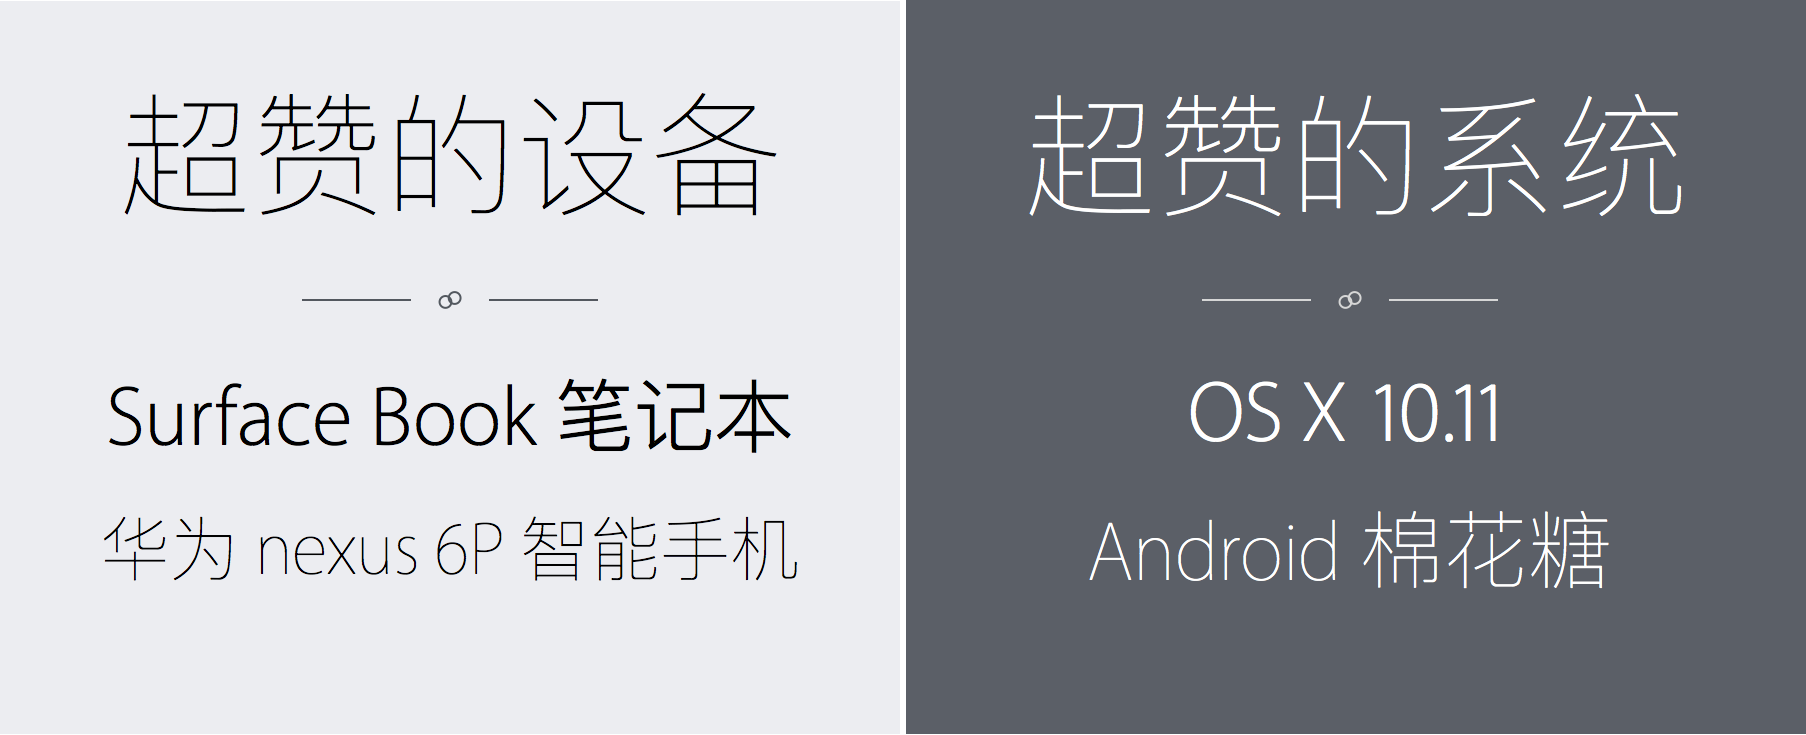 超赞的设备
Surface Book 笔记本
华为 nexus 6P 智能手机
超赞的系统
OS X 10.11
Android 棉花糖